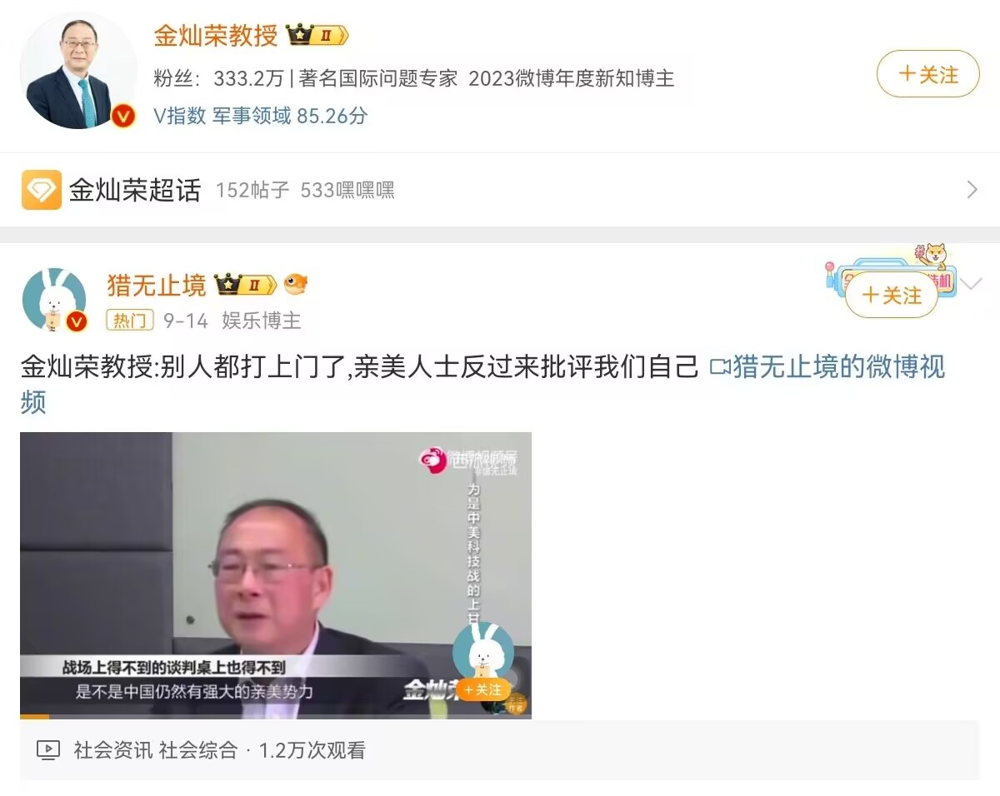 金灿荣教授 II
粉丝：333.2万 | 著名国际问题专家 2023微博年度新知博主
V指数 军事领域 85.26分
＋关注
金灿荣超话 152帖子 533嘿嘿嘿
猎无止境 II
热门 9-14 娱乐博主
＋关注
金灿荣教授:别人都打上门了,亲美人士反过来批评我们自己 猎无止境的微博视
频
为是中美科技战的上甘
战场上得不到的谈判桌上也得不到
是不是中国仍然有强大的亲美势力
金灿荣
+关注
社会资讯 社会综合 · 1.2万次观看